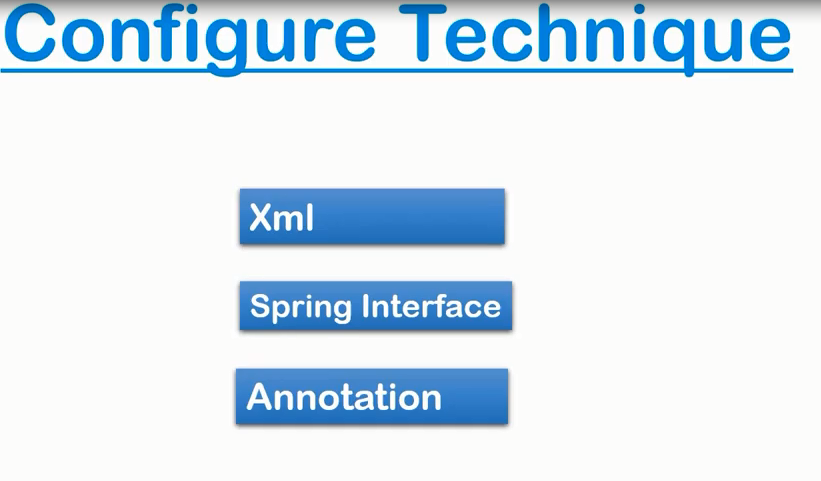 Configure Technique
Xml
Spring Interface
Annotation